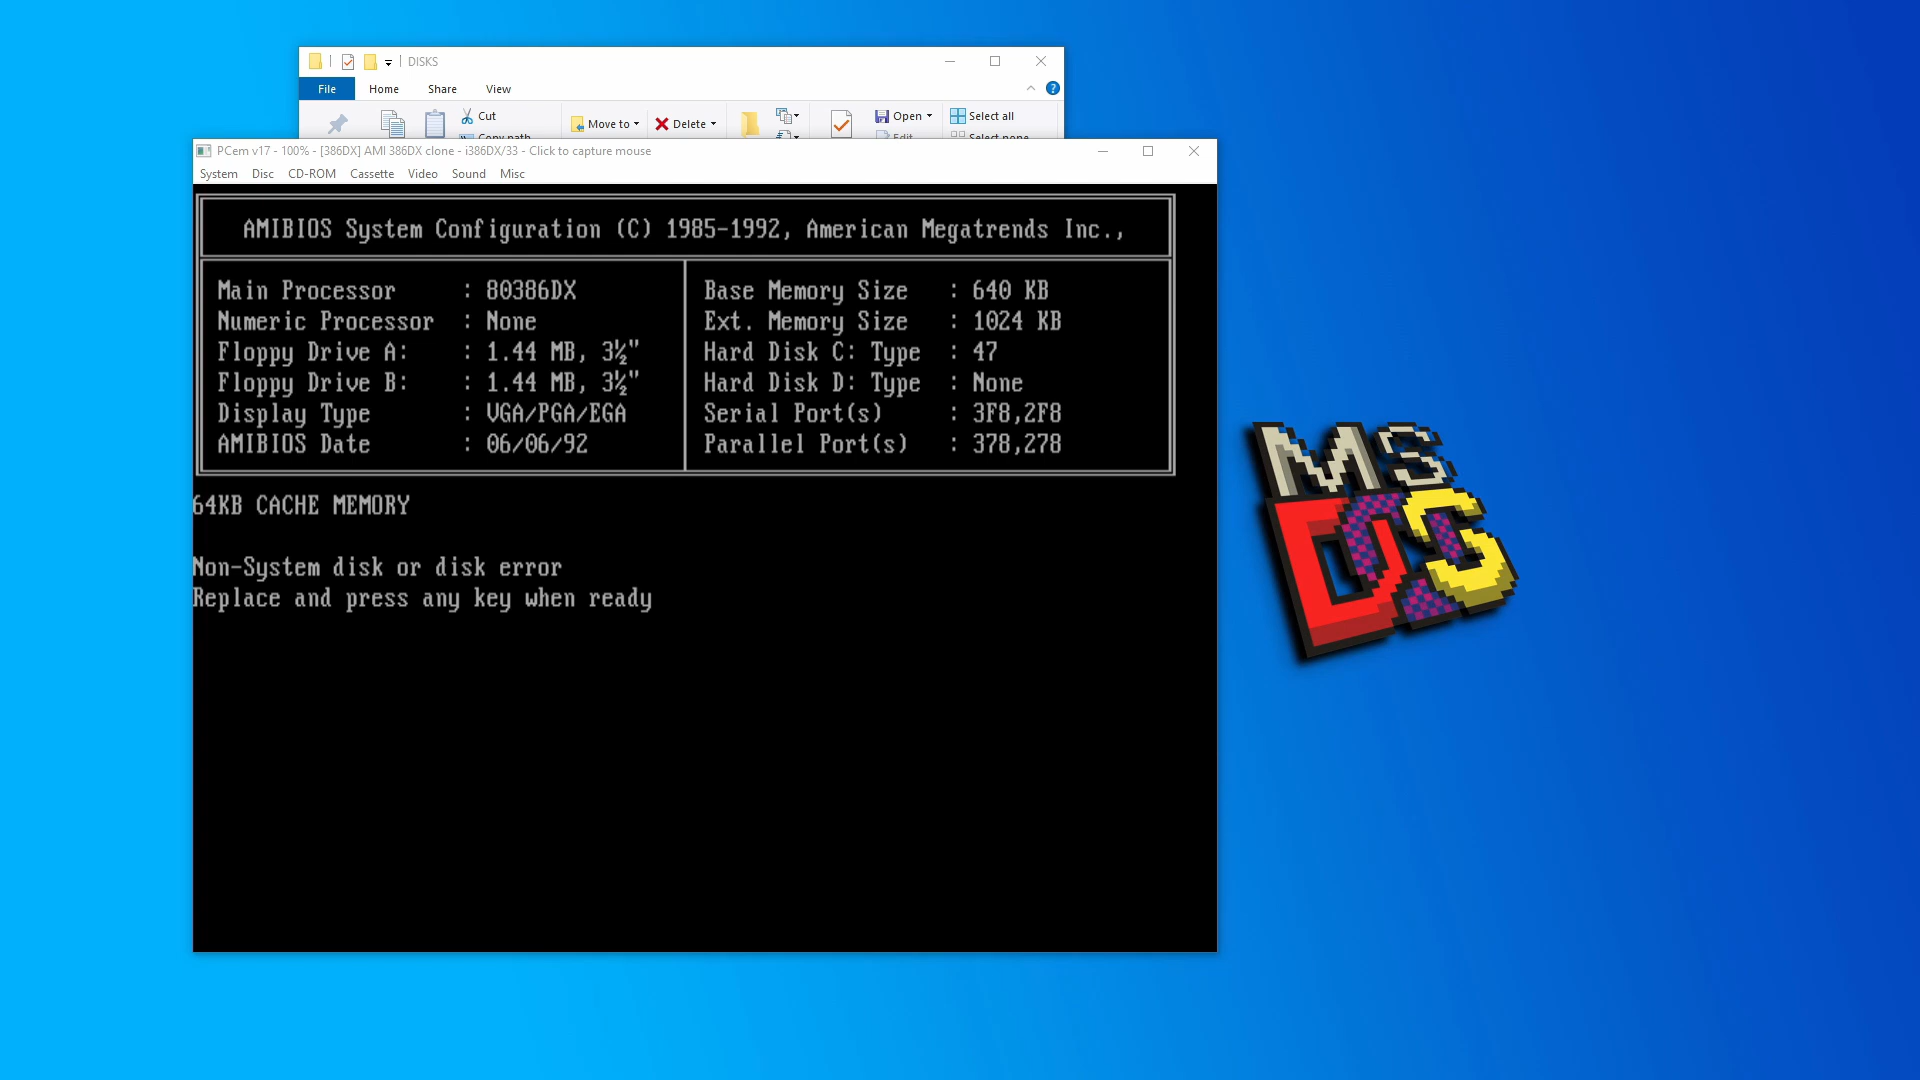 DISKS
File Home Share View
Cut
Copy path
Move to
Delete
Open
Edit
Select all
Select none
PCem v17 - 100% - [386DX] AMI 386DX clone - i386DX/33 - Click to capture mouse
System Disc CD-ROM Cassette Video Sound Misc
AMIBIOS System Configuration (C) 1985-1992, American Megatrends Inc.,
Main Processor : 80386DX Base Memory Size : 640 KB
Numeric Processor : None Ext. Memory Size : 1024 KB
Floppy Drive A: : 1.44 MB, 3½" Hard Disk C: Type : 47
Floppy Drive B: : 1.44 MB, 3½" Hard Disk D: Type : None
Display Type : VGA/PGA/EGA Serial Port(s) : 3F8,2F8
AMIBIOS Date : 06/06/92 Parallel Port(s) : 378,278
64KB CACHE MEMORY
Non-System disk or disk error
Replace and press any key when ready
MS
DOS